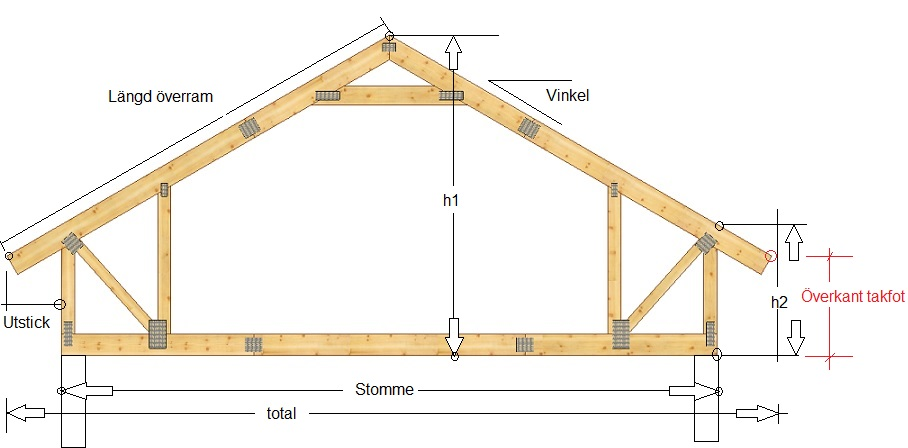 Längd överram
Vinkel
h1
Överkant takfot
h2
Utstick
Stomme
total